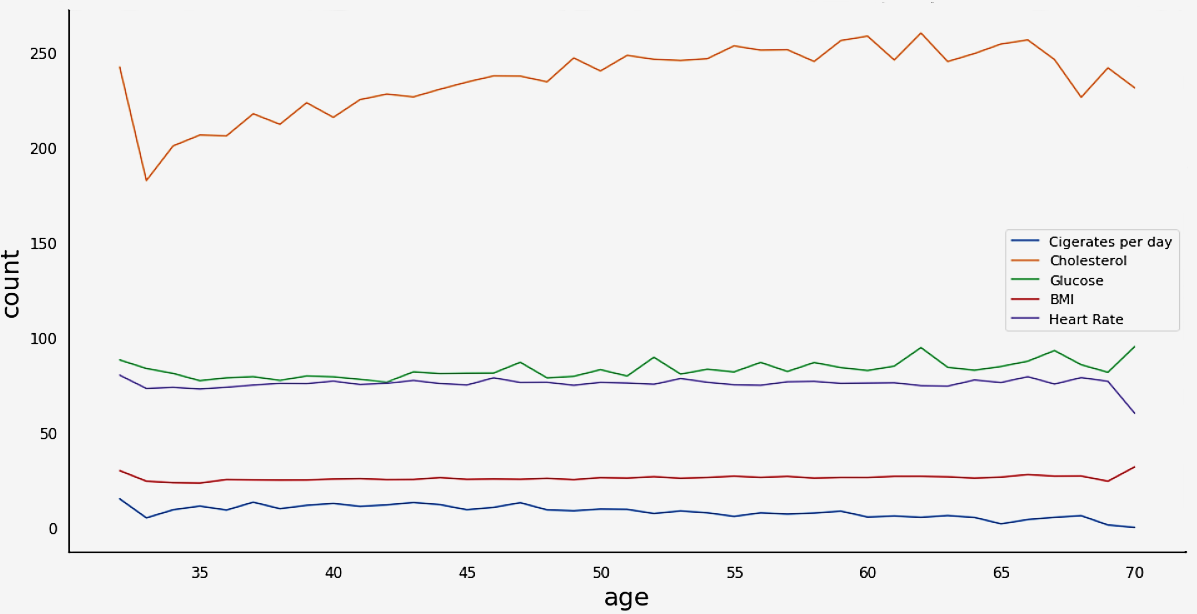 250
200
150
100
50
0
count
35 40 45 50 55 60 65 70
age
Cigerates per day
Cholesterol
Glucose
BMI
Heart Rate